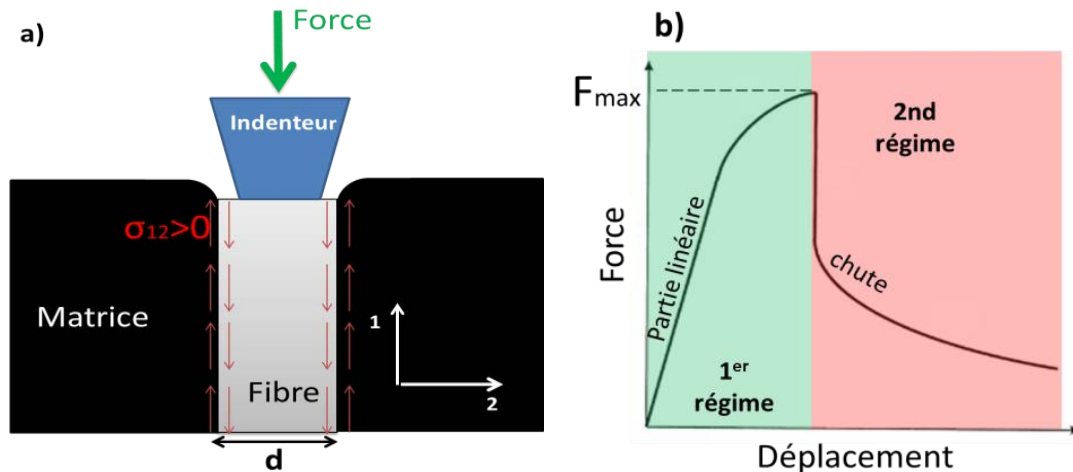 a)
Force
Indenteur
σ12>0
Matrice
1
2
Fibre
d
b)
Fmax
2nd
régime
Partie linéaire
chute
1er
régime
Force
Déplacement